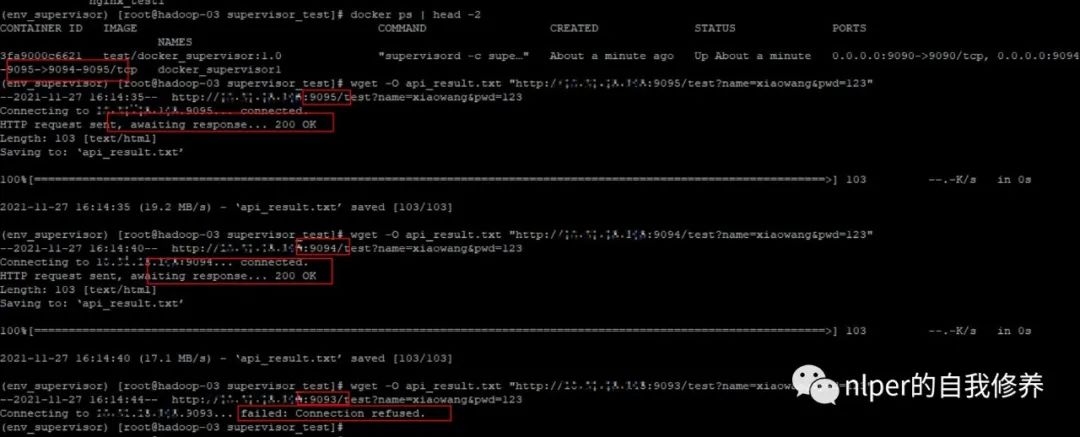 nginx_test1
(env_supervisor) [root@hadoop-03 supervisor_test]# docker ps | head -2
CONTAINER ID IMAGE COMMAND CREATED STATUS PORTS
NAMES
3fa9000c6621 test/docker_supervisor:1.0 "supervisord -c supe…" About a minute ago Up About a minute 0.0.0.0:9090->9090/tcp, 0.0.0.0:9094
-9095->9094-9095/tcp docker_supervisor1
(env_supervisor) [root@hadoop-03 supervisor_test]# wget -O api_result.txt "http:// :9095/test?name=xiaowang&pwd=123"
--2021-11-27 16:14:35-- http:// :9095/test?name=xiaowang&pwd=123
Connecting to :9095... connected.
HTTP request sent, awaiting response... 200 OK
Length: 103 [text/html]
Saving to: ‘api_result.txt’
100%[=====================================================================>] 103 --.-K/s in 0s
2021-11-27 16:14:35 (19.2 MB/s) - ‘api_result.txt’ saved [103/103]
(env_supervisor) [root@hadoop-03 supervisor_test]# wget -O api_result.txt "http:// :9094/test?name=xiaowang&pwd=123"
--2021-11-27 16:14:40-- http:// :9094/test?name=xiaowang&pwd=123
Connecting to :9094... connected.
HTTP request sent, awaiting response... 200 OK
Length: 103 [text/html]
Saving to: ‘api_result.txt’
100%[=====================================================================>] 103 --.-K/s in 0s
2021-11-27 16:14:40 (17.1 MB/s) - ‘api_result.txt’ saved [103/103]
(env_supervisor) [root@hadoop-03 supervisor_test]# wget -O api_result.txt "http:// :9093/test?name=xiaowang&pwd=123"
--2021-11-27 16:14:44-- http:// :9093/test?name=xiaowang&pwd=123
Connecting to :9093... failed: Connection refused.
(env_supervisor) [root@hadoop-03 supervisor_test]#
nlper的自我修养